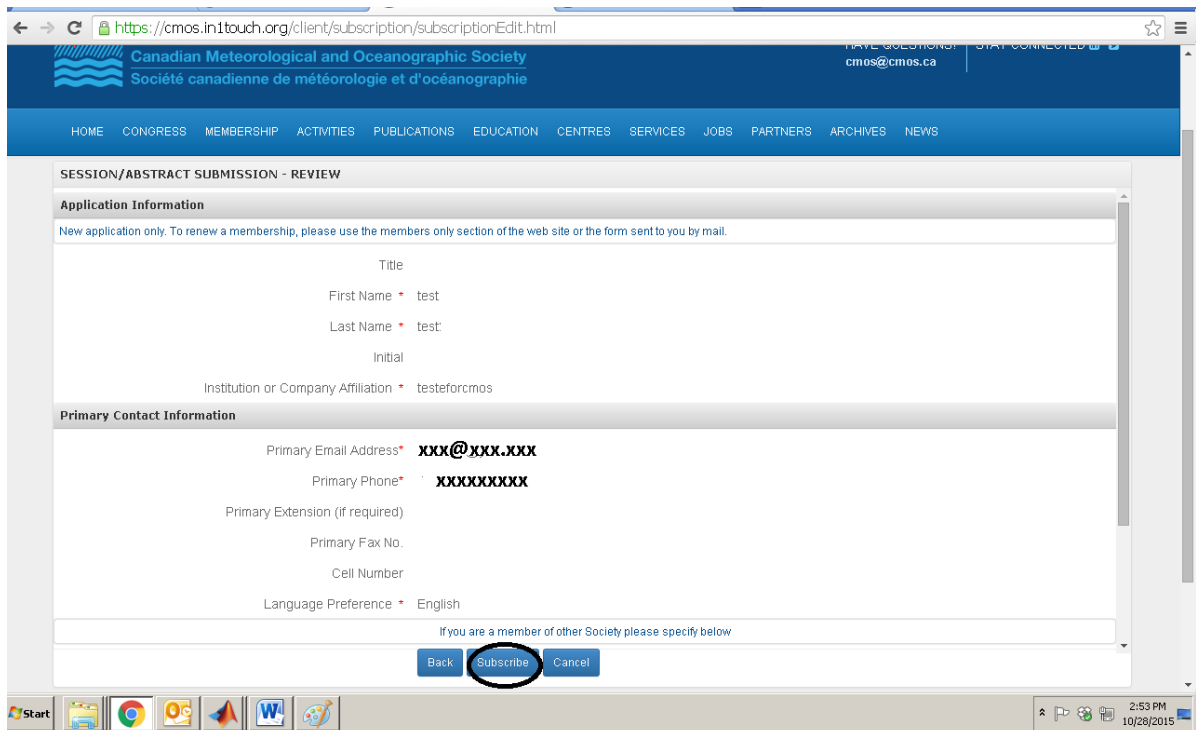 https://cmos.in1touch.org/client/subscription/subscriptionEdit.html
HAVE QUESTIONS? STAY CONNECTED
Canadian Meteorological and Oceanographic Society
cmos@cmos.ca
Société canadienne de météorologie et d'océanographie
HOME CONGRESS MEMBERSHIP ACTIVITIES PUBLICATIONS EDUCATION CENTRES SERVICES JOBS PARTNERS ARCHIVES NEWS
SESSION/ABSTRACT SUBMISSION - REVIEW
Application Information
New application only. To renew a membership, please use the members only section of the web site or the form sent to you by mail.
Title
First Name * test
Last Name * test
Initial
Institution or Company Affiliation * testeforcmos
Primary Contact Information
Primary Email Address* xxx@xxx.xxx
Primary Phone* xxxxxxxxx
Primary Extension (if required)
Primary Fax No.
Cell Number
Language Preference * English
If you are a member of other Society please specify below
Back Subscribe Cancel
Start
2:53 PM
10/28/2015